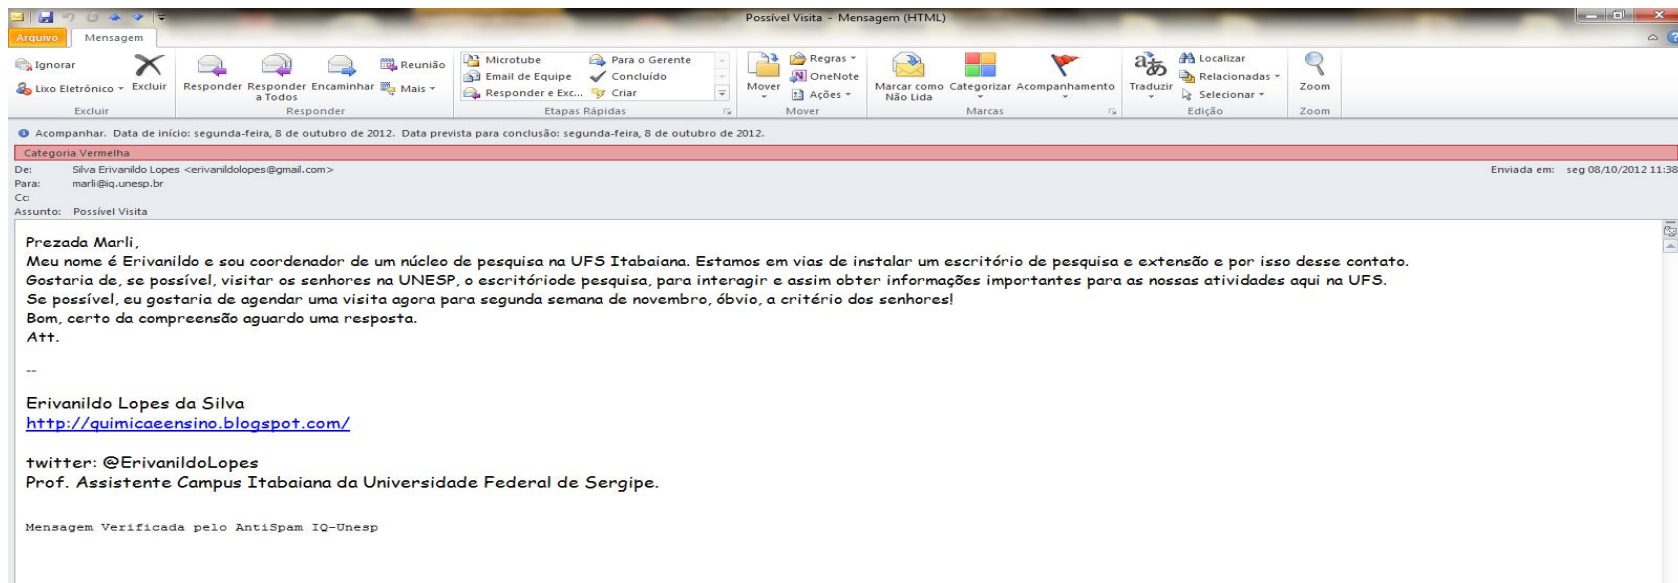 Possível Visita - Mensagem (HTML)
Arquivo Mensagem
Ignorar
Lixo Eletrônico
Excluir
Excluir
Responder
Responder a Todos
Encaminhar
Reunião
Mais
Responder
Microtube
Email de Equipe
Responder e Exc...
Para o Gerente
Concluído
Criar
Etapas Rápidas
Mover
Regras
OneNote
Ações
Mover
Marcar como Não Lida
Categorizar
Acompanhamento
Marcas
Traduzir
Localizar
Relacionadas
Selecionar
Edição
Zoom
Zoom
Acompanhar. Data de início: segunda-feira, 8 de outubro de 2012. Data prevista para conclusão: segunda-feira, 8 de outubro de 2012.
Categoria Vermelha
De: Silva Erivanildo Lopes <erivanildolopes@gmail.com> Enviada em: seg 08/10/2012 11:38
Para: marli@iq.unesp.br
Cc:
Assunto: Possível Visita
Prezada Marli,
Meu nome é Erivanildo e sou coordenador de um núcleo de pesquisa na UFS Itabaiana. Estamos em vias de instalar um escritório de pesquisa e extensão e por isso desse contato.
Gostaria de, se possível, visitar os senhores na UNESP, o escritóriode pesquisa, para interagir e assim obter informações importantes para as nossas atividades aqui na UFS.
Se possível, eu gostaria de agendar uma visita agora para segunda semana de novembro, óbvio, a critério dos senhores!
Bom, certo da compreensão aguardo uma resposta.
Att.
--
Erivanildo Lopes da Silva
http://quimicaeensino.blogspot.com/
twitter: @ErivanildoLopes
Prof. Assistente Campus Itabaiana da Universidade Federal de Sergipe.
Mensagem Verificada pelo AntiSpam IQ-Unesp